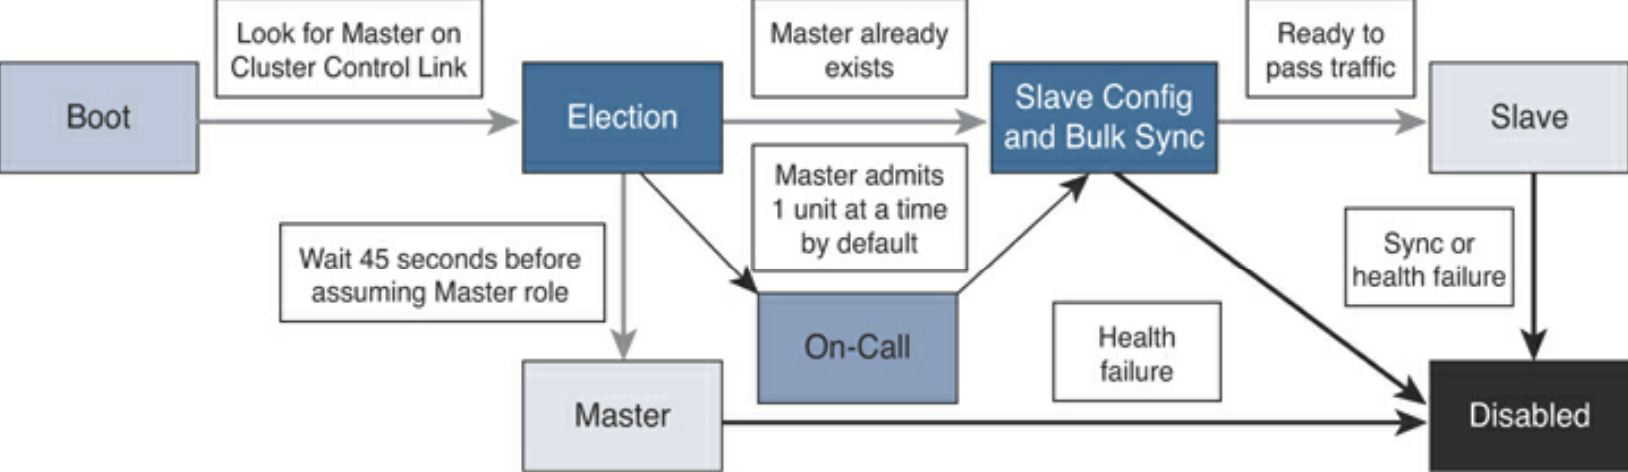 Look for Master on
Cluster Control Link
Master already
exists
Ready to
pass traffic
Boot
Election
Slave Config
and Bulk Sync
Slave
Master admits
1 unit at a time
by default
Wait 45 seconds before
assuming Master role
Sync or
health failure
On-Call
Health
failure
Master
Disabled